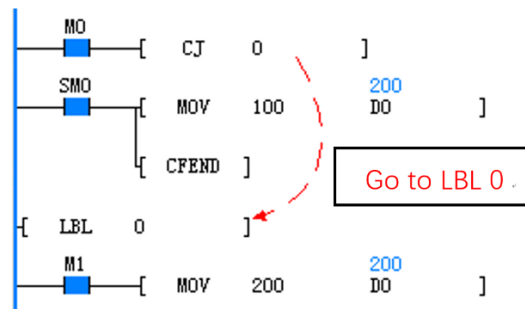 M0
[ CJ 0 ]
SM0 200
[ MOV 100 D0 ]
[ CFEND ]
Go to LBL 0
[ LBL 0 ]
M1 200
[ MOV 200 D0 ]